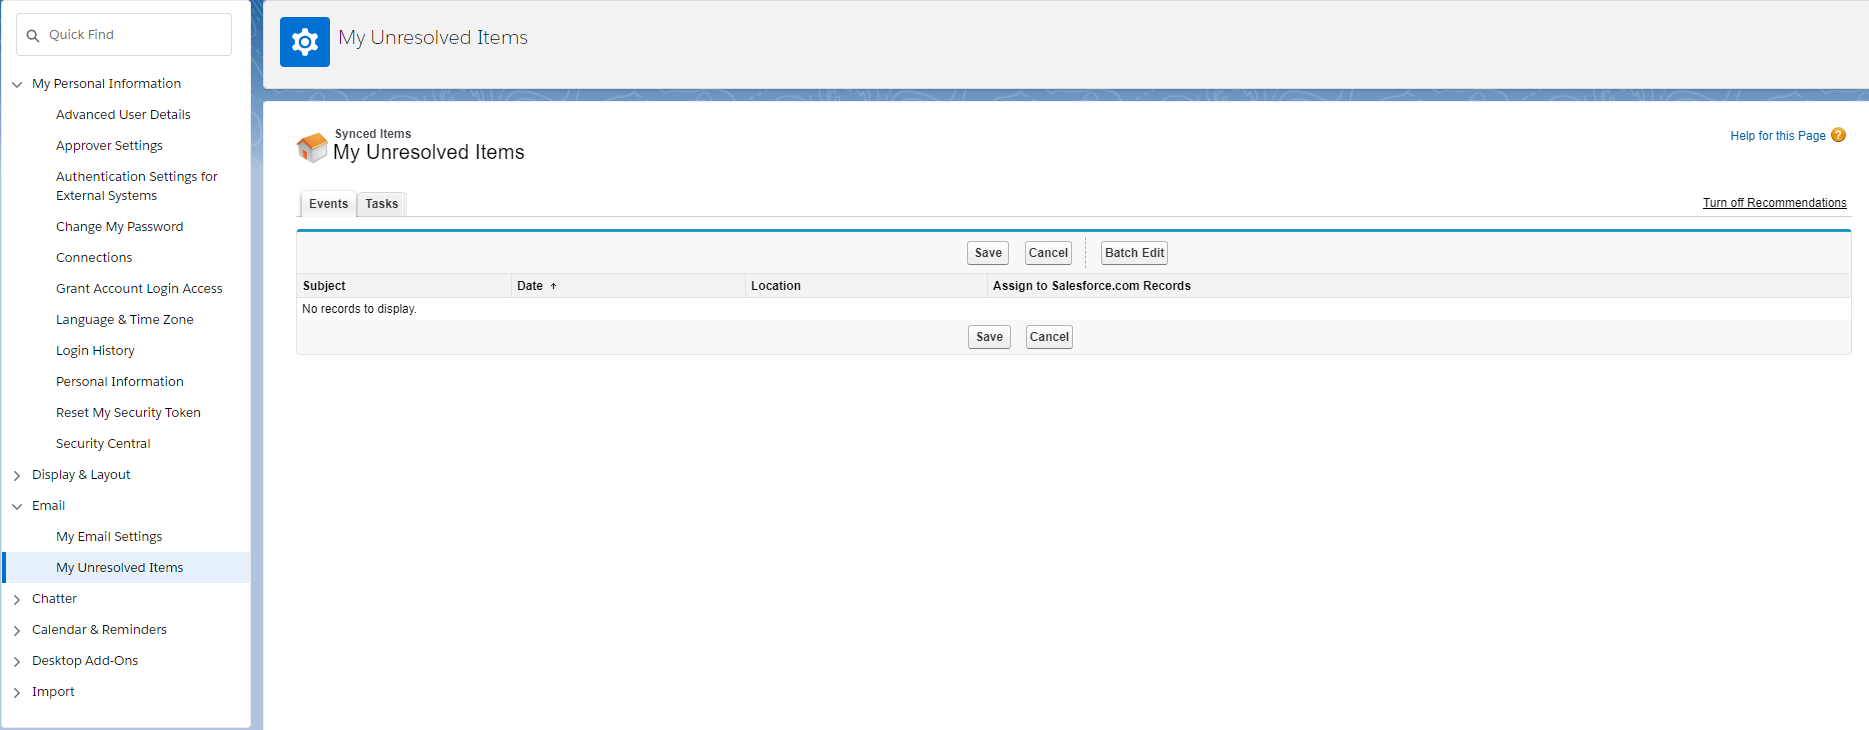 Quick Find
My Personal Information
Advanced User Details
Approver Settings
Authentication Settings for
External Systems
Change My Password
Connections
Grant Account Login Access
Language & Time Zone
Login History
Personal Information
Reset My Security Token
Security Central
Display & Layout
Email
My Email Settings
My Unresolved Items
Chatter
Calendar & Reminders
Desktop Add-Ons
Import
My Unresolved Items
Synced Items
My Unresolved Items
Help for this Page ?
Events Tasks
Turn off Recommendations
Save Cancel Batch Edit
Subject Date ↑ Location Assign to Salesforce.com Records
No records to display.
Save Cancel